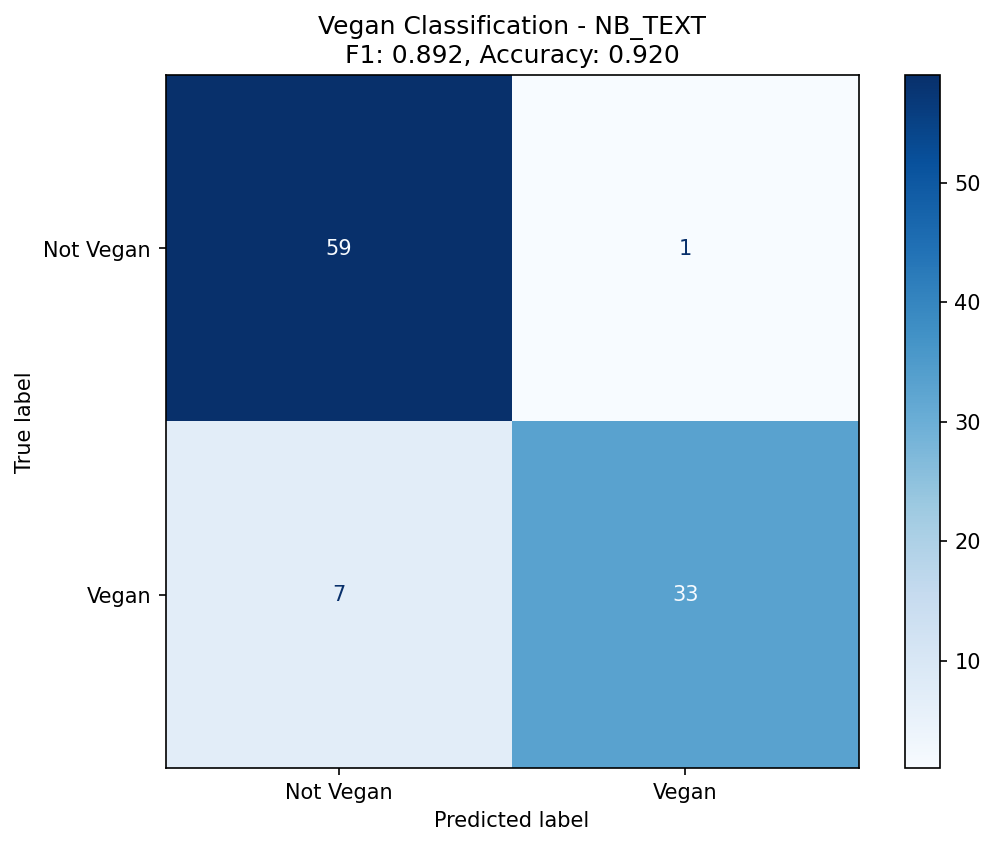 Vegan Classification - NB_TEXT
F1: 0.892, Accuracy: 0.920
True label
Not Vegan
Vegan
59
1
7
33
Not Vegan
Vegan
Predicted label
50
40
30
20
10